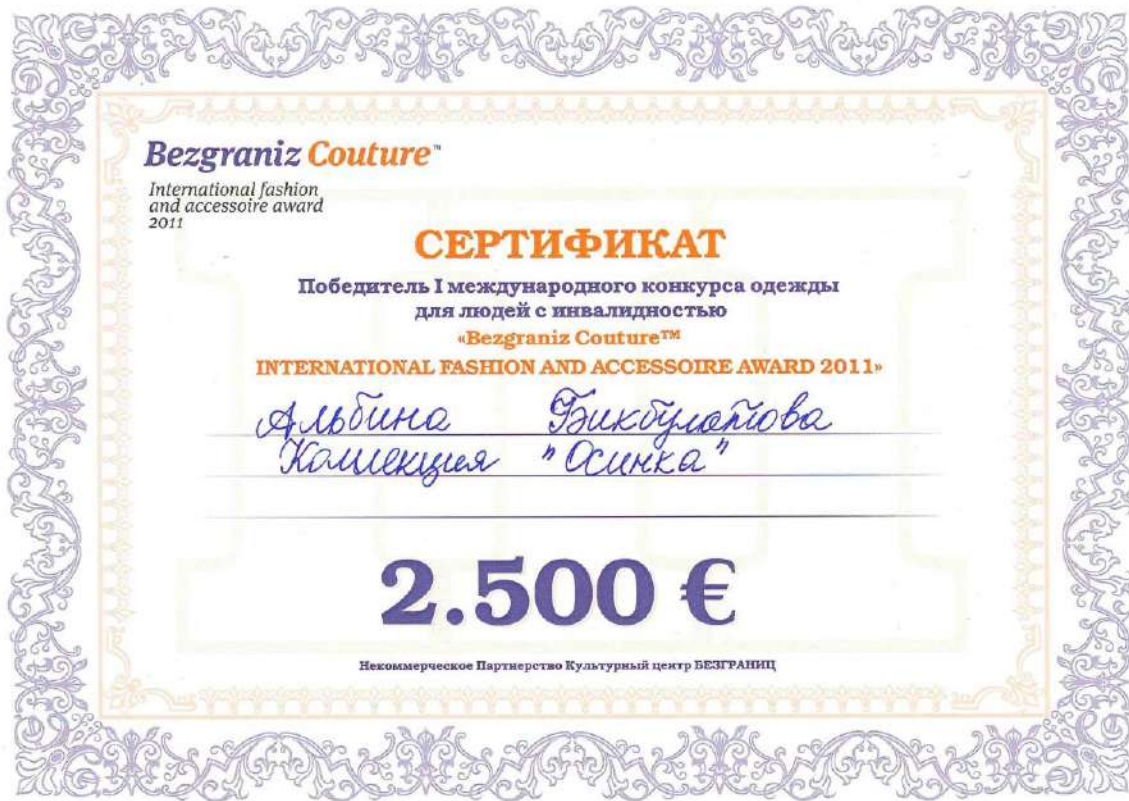 Bezgraniz Couture™
International fashion
and accessoire award
2011
СЕРТИФИКАТ
Победитель I международного конкурса одежды
для людей с инвалидностью
«Bezgraniz Couture™
INTERNATIONAL FASHION AND ACCESSOIRE AWARD 2011»
Альбина Бикбулатова
Коллекция "Осинка"
2.500 €
Некоммерческое Партнерство Культурный центр БЕЗГРАНИЦ